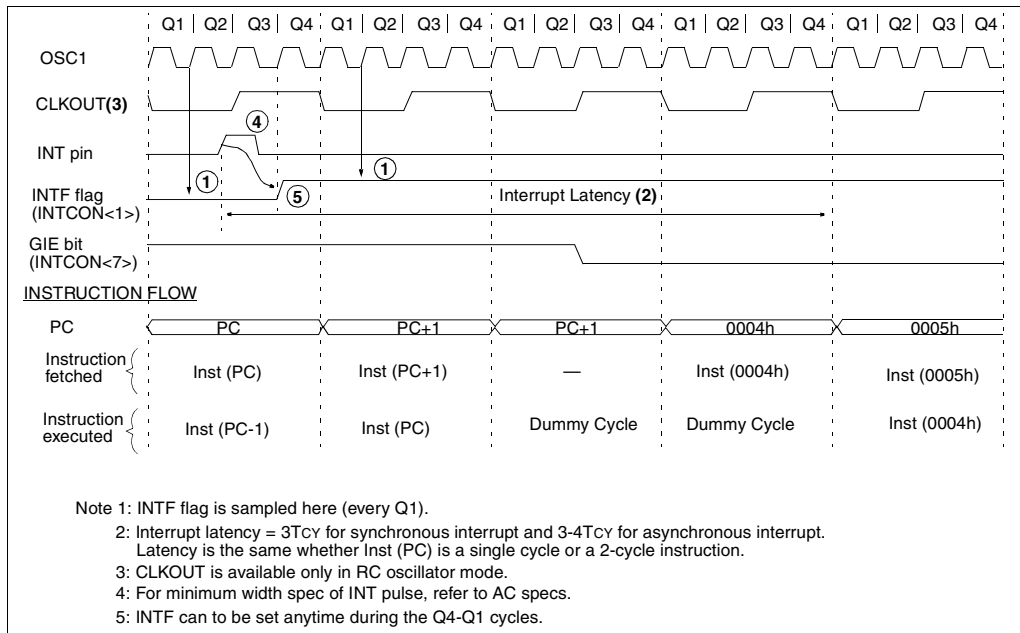 Q1 | Q2 | Q3 | Q4 | Q1 | Q2 | Q3 | Q4 | Q1 | Q2 | Q3 | Q4 | Q1 | Q2 | Q3 | Q4 | Q1 | Q2 | Q3 | Q4
OSC1
CLKOUT(3)
4
INT pin
1 1
INTF flag
(INTCON<1>)
5
Interrupt Latency (2)
GIE bit
(INTCON<7>)
INSTRUCTION FLOW
PC PC PC+1 PC+1 0004h 0005h
Instruction
fetched
Inst (PC) Inst (PC+1) — Inst (0004h) Inst (0005h)
Instruction
executed
Inst (PC-1) Inst (PC) Dummy Cycle Dummy Cycle Inst (0004h)
Note 1: INTF flag is sampled here (every Q1).
2: Interrupt latency = 3TCY for synchronous interrupt and 3-4TCY for asynchronous interrupt.
Latency is the same whether Inst (PC) is a single cycle or a 2-cycle instruction.
3: CLKOUT is available only in RC oscillator mode.
4: For minimum width spec of INT pulse, refer to AC specs.
5: INTF can to be set anytime during the Q4-Q1 cycles.